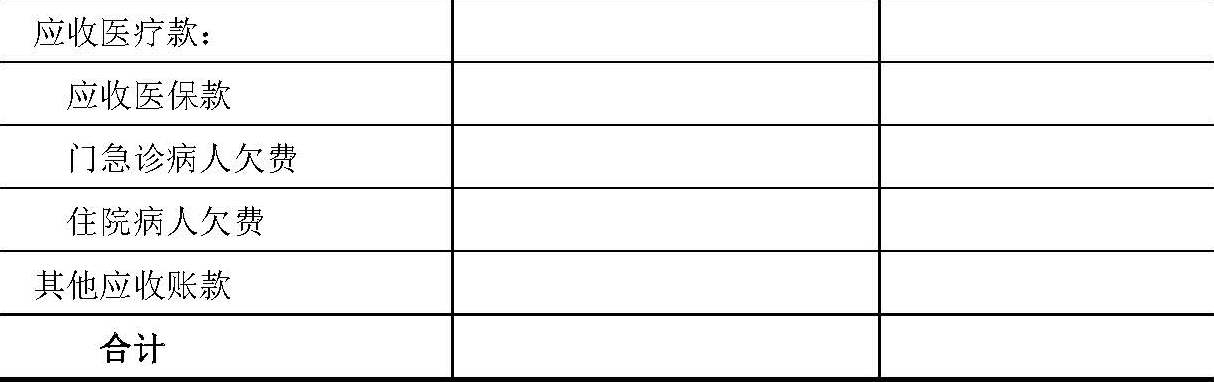 应收医疗款：
应收医保款
门急诊病人欠费
住院病人欠费
其他应收账款
合计